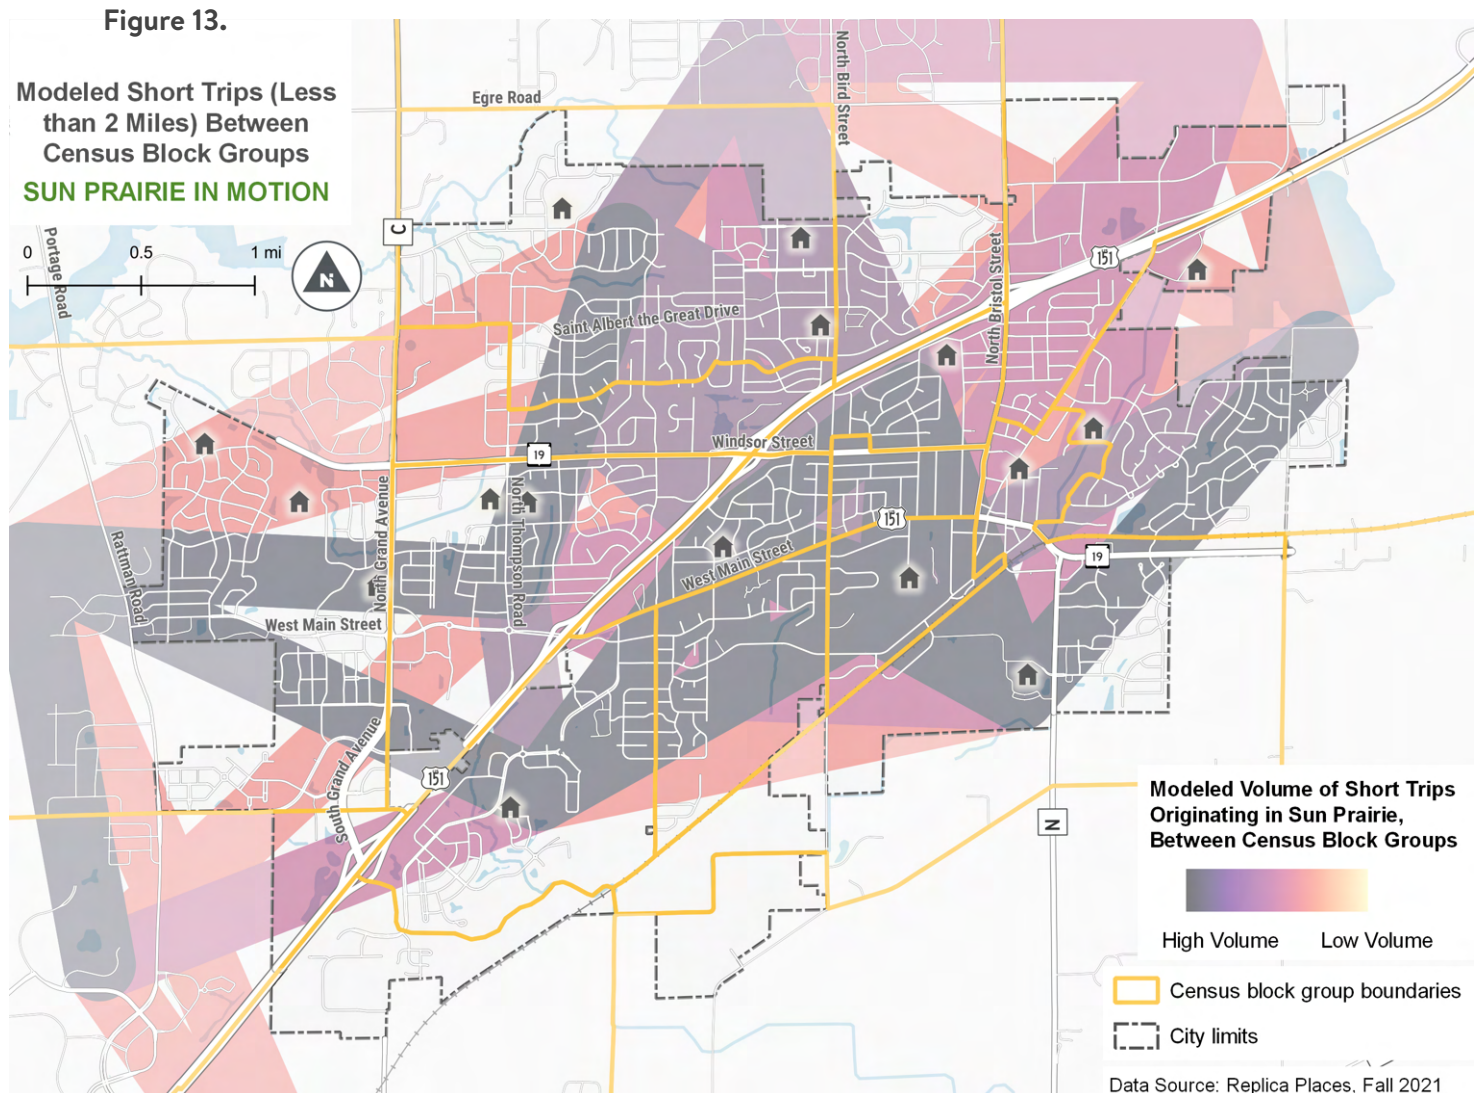 Figure 13.
Modeled Short Trips (Less
than 2 Miles) Between
Census Block Groups
SUN PRAIRIE IN MOTION
0 0.5 1 mi
N
Egre Road
North Bird Street
C
Portage Road
151
North Bristol Street
Saint Albert the Great Drive
Windsor Street
19
North Grand Avenue
North Thompson Road
151
West Main Street
19
Rattman Road
West Main Street
South Grand Avenue
151
N
Modeled Volume of Short Trips
Originating in Sun Prairie,
Between Census Block Groups
High Volume Low Volume
Census block group boundaries
City limits
Data Source: Replica Places, Fall 2021